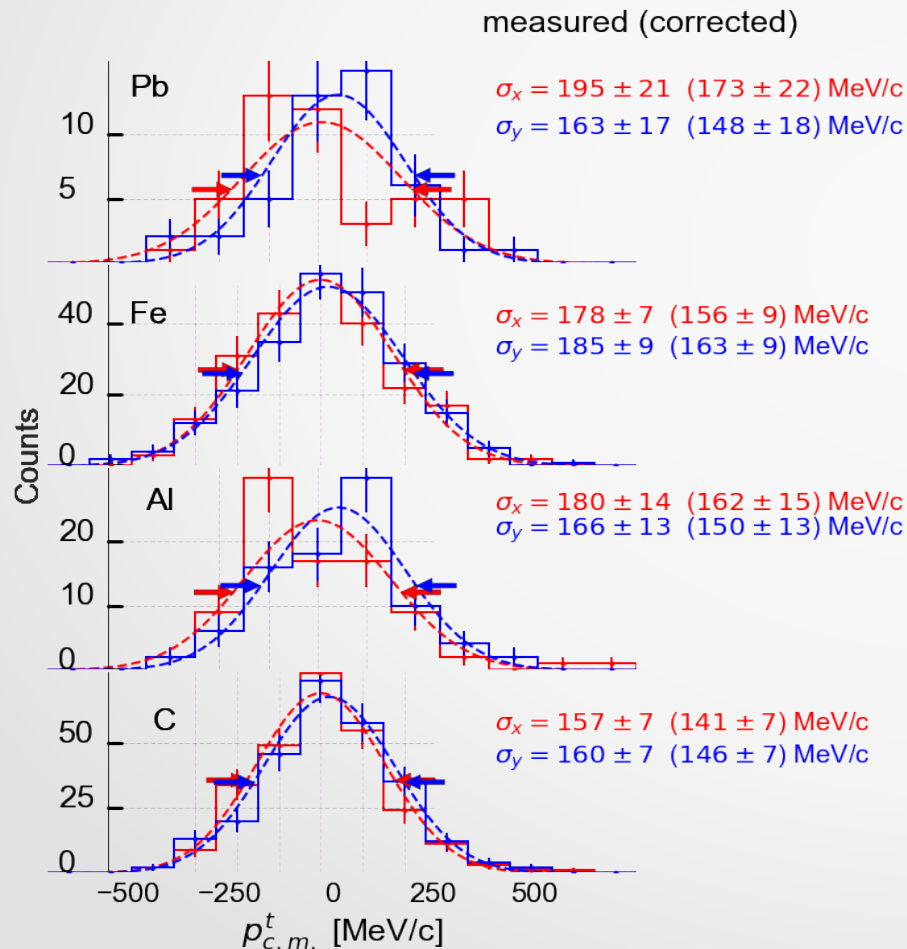 measured (corrected)
Pb
σx = 195 ± 21 (173 ± 22) MeV/c
σy = 163 ± 17 (148 ± 18) MeV/c
10
5
Fe
σx = 178 ± 7 (156 ± 9) MeV/c
σy = 185 ± 9 (163 ± 9) MeV/c
40
20
0
Counts
Al
σx = 180 ± 14 (162 ± 15) MeV/c
σy = 166 ± 13 (150 ± 13) MeV/c
20
10
0
C
σx = 157 ± 7 (141 ± 7) MeV/c
σy = 160 ± 7 (146 ± 7) MeV/c
50
25
0
−500 −250 0 250 500
p^t_{c.m.} [MeV/c]